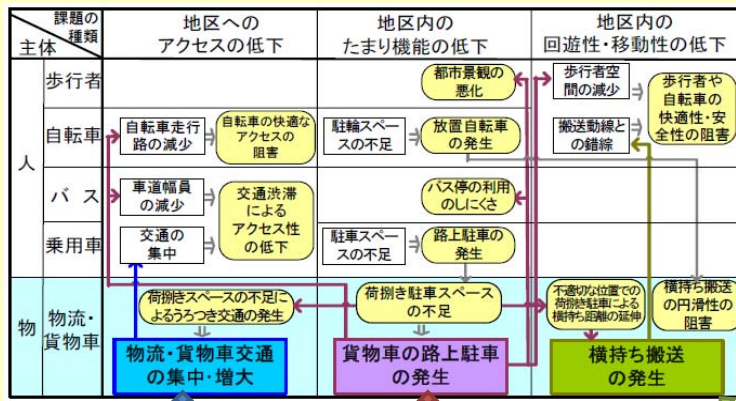 課題の
種類
主体
地区への
アクセスの低下
地区内の
たまり機能の低下
地区内の
回遊性・移動性の低下
人
歩行者
都市景観の
悪化
歩行者空
間の減少
歩行者や
自転車の
快適性・安
全性の阻害
自転車
自転車走行
路の減少
自転車の快適な
アクセスの
阻害
駐輪スペー
スの不足
放置自転車
の発生
搬送動線と
の錯綜
バス
車道幅員
の減少
交通渋滞
による
アクセス性
の低下
バス停の利用
のしにくさ
乗用車
交通の
集中
駐車スペー
スの不足
路上駐車の
発生
物
物流・
貨物車
荷捌きスペースの不足に
よるうろつき交通の発生
荷捌き駐車スペース
の不足
不適切な位置での
荷捌き駐車による
横持ち距離の延伸
横持ち搬送
の円滑性の
阻害
物流・貨物車交通
の集中・増大
貨物車の路上駐車
の発生
横持ち搬送
の発生